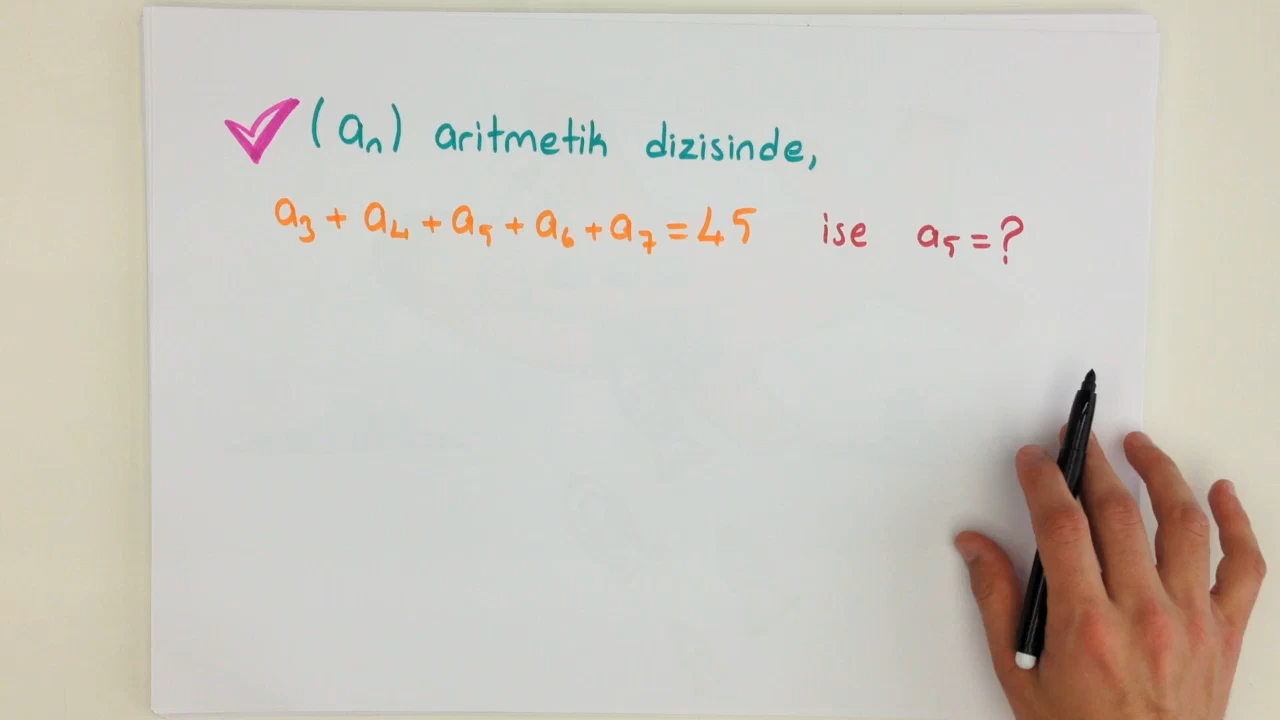 (aₙ) aritmetik dizisinde,
a₃ + a₄ + a₅ + a₆ + a₇ = 45 ise a₅ = ?